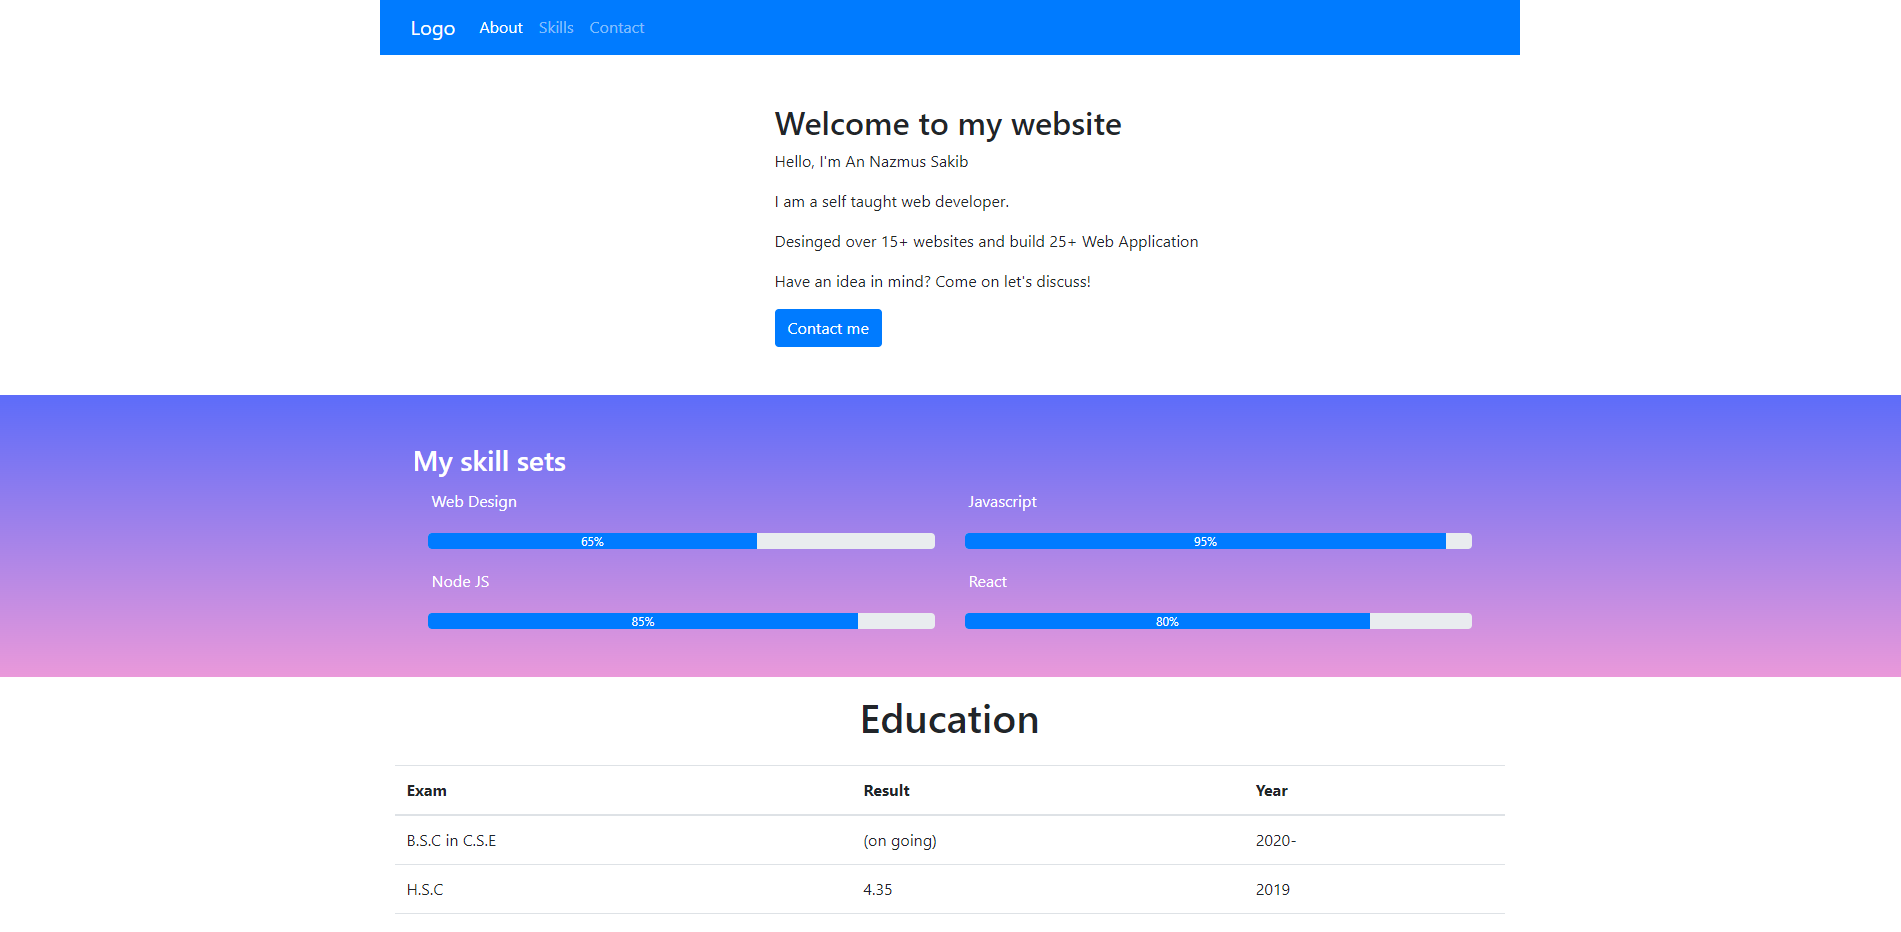 Logo About Skills Contact
Welcome to my website
Hello, I'm An Nazmus Sakib
I am a self taught web developer.
Desinged over 15+ websites and build 25+ Web Application
Have an idea in mind? Come on let's discuss!
Contact me
My skill sets
Web Design Javascript
65% 95%
Node JS React
85% 80%
Education
Exam Result Year
B.S.C in C.S.E (on going) 2020-
H.S.C 4.35 2019